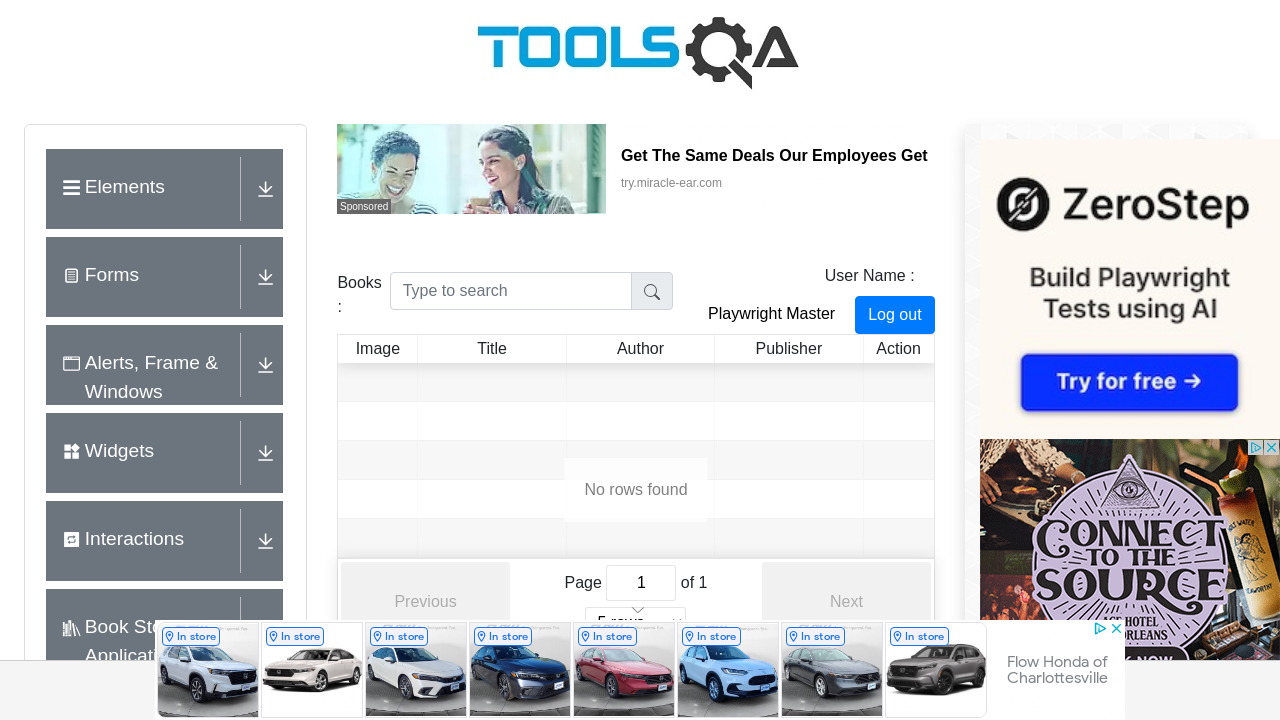 TOOLSQA
Elements
Forms
Alerts, Frame &
Windows
Widgets
Interactions
Book Sto
Applicati
Sponsored
Get The Same Deals Our Employees Get
try.miracle-ear.com
Books
:
Type to search
User Name :
Playwright Master
Log out
Image Title Author Publisher Action
No rows found
Previous
Page 1 of 1
Next
5 rows
ZeroStep
Build Playwright
Tests using AI
Try for free →
CONNECT
TO THE
SOURCE
In store In store In store In store In store In store In store In store
Flow Honda of
Charlottesville